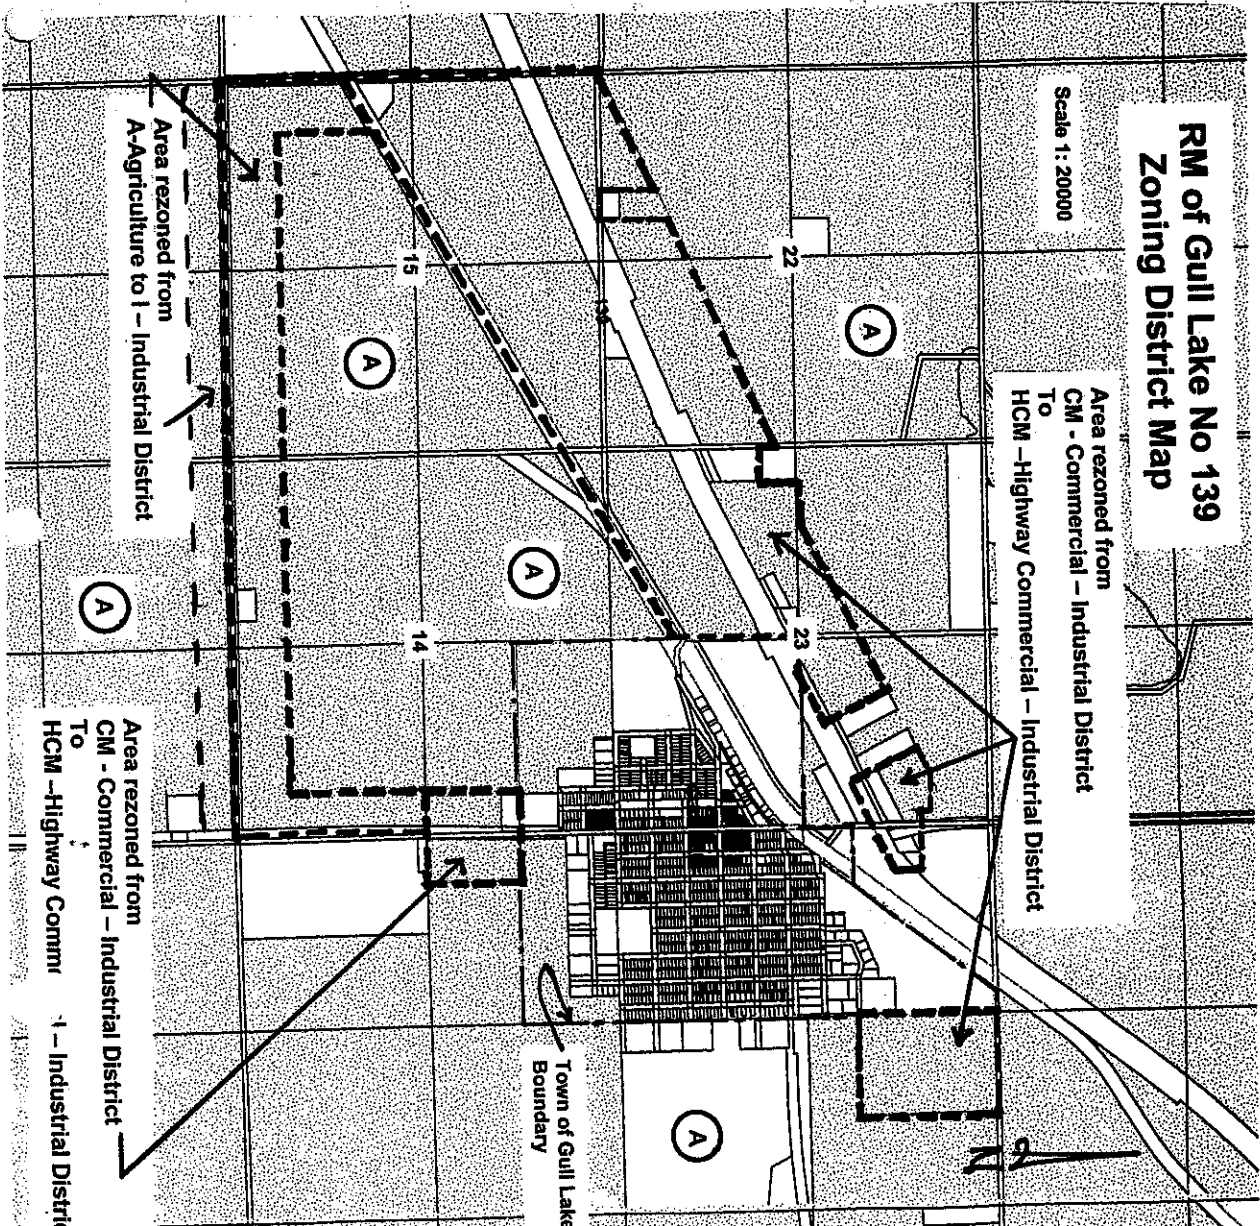 RM of Gull Lake No 139
Zoning District Map
Scale 1: 20000
Area rezoned from
CM - Commercial – Industrial District
To
HCM –Highway Commercial – Industrial District
22
A
23
15
A
A
14
A
Area rezoned from
A-Agriculture to I – Industrial District
Town of Gull Lake
Boundary
A
Area rezoned from
CM - Commercial – Industrial District
To
HCM –Highway Comm – Industrial Distric